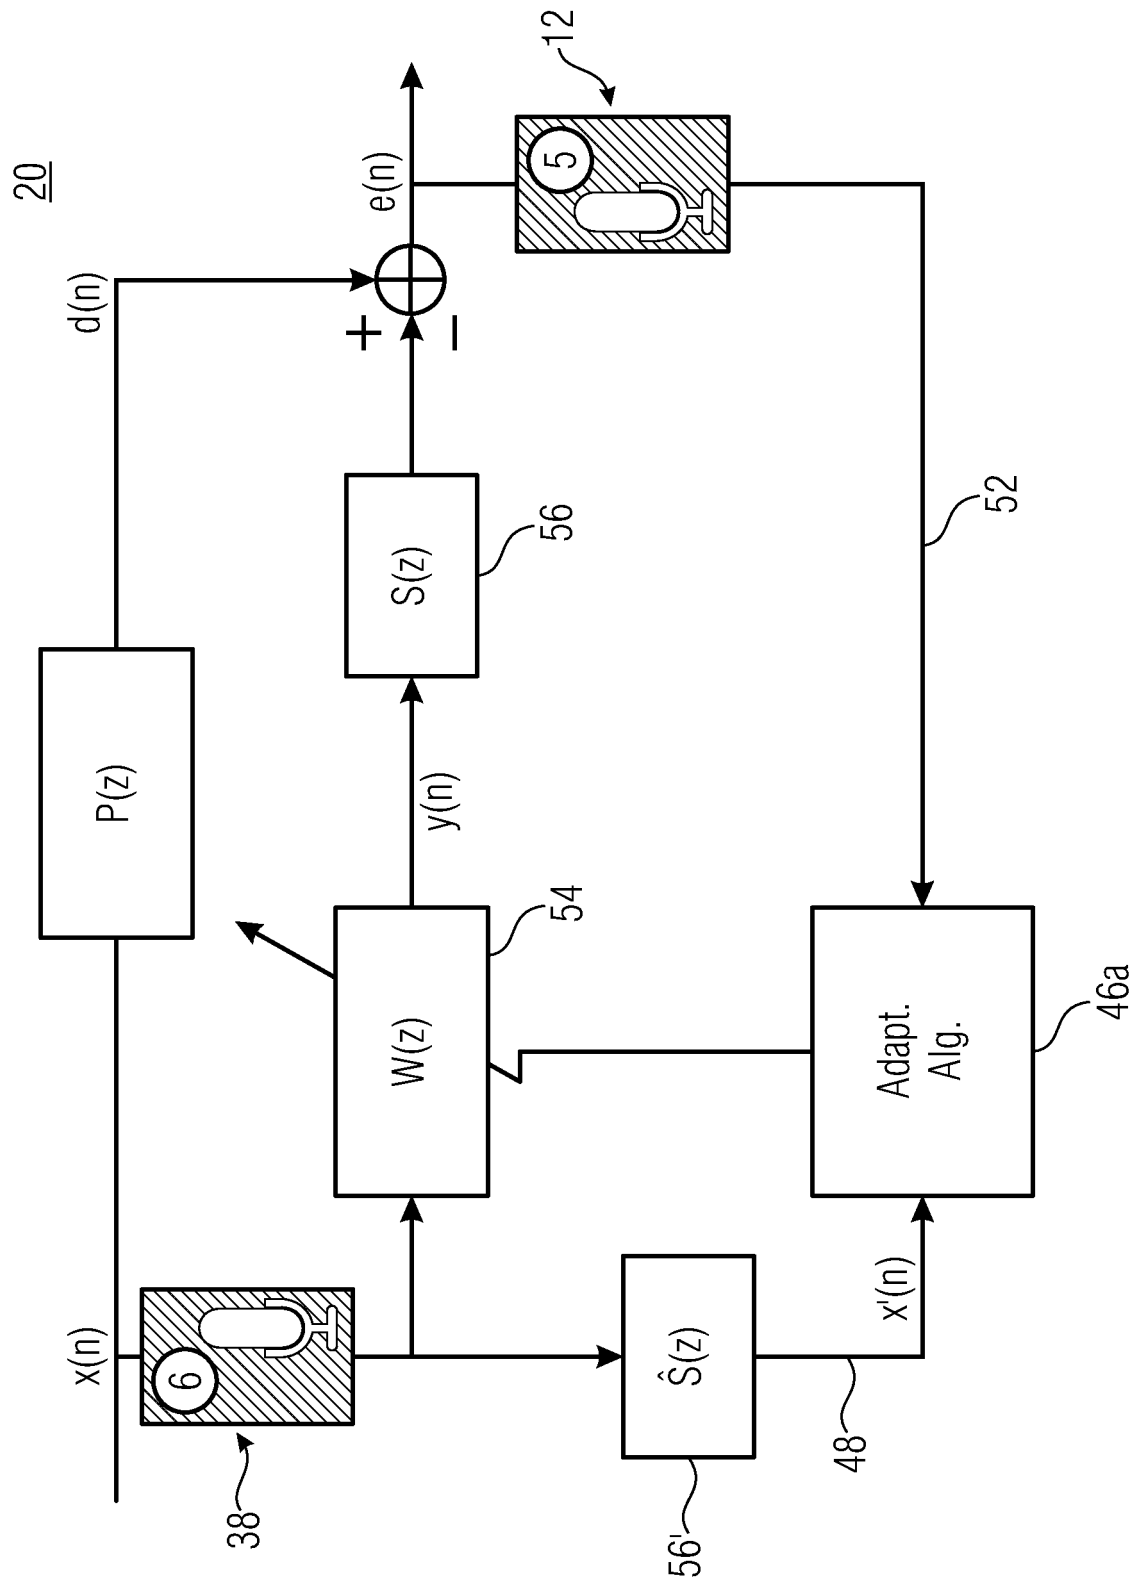 20
x(n)
P(z)
d(n)
+
−
e(n)
12
5
6
38
W(z)
54
y(n)
S(z)
56
Ŝ(z)
56'
48
x'(n)
Adapt.
Alg.
46a
52